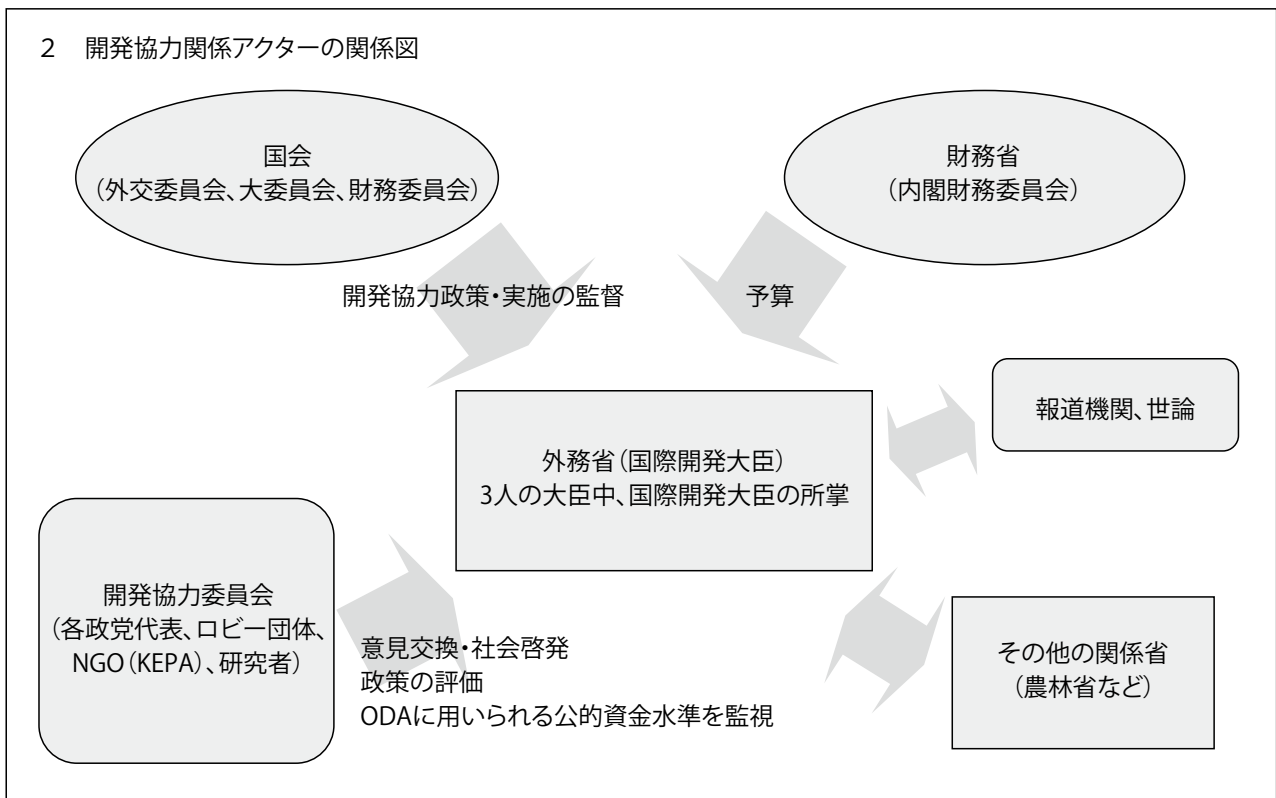 2 開発協力関係アクターの関係図
国会
(外交委員会、大委員会、財務委員会)
財務省
(内閣財務委員会)
開発協力政策・実施の監督
予算
報道機関、世論
外務省(国際開発大臣)
3人の大臣中、国際開発大臣の所掌
開発協力委員会
(各政党代表、ロビー団体、
NGO(KEPA)、研究者)
意見交換・社会啓発
政策の評価
ODAに用いられる公的資金水準を監視
その他の関係省
(農林省など)